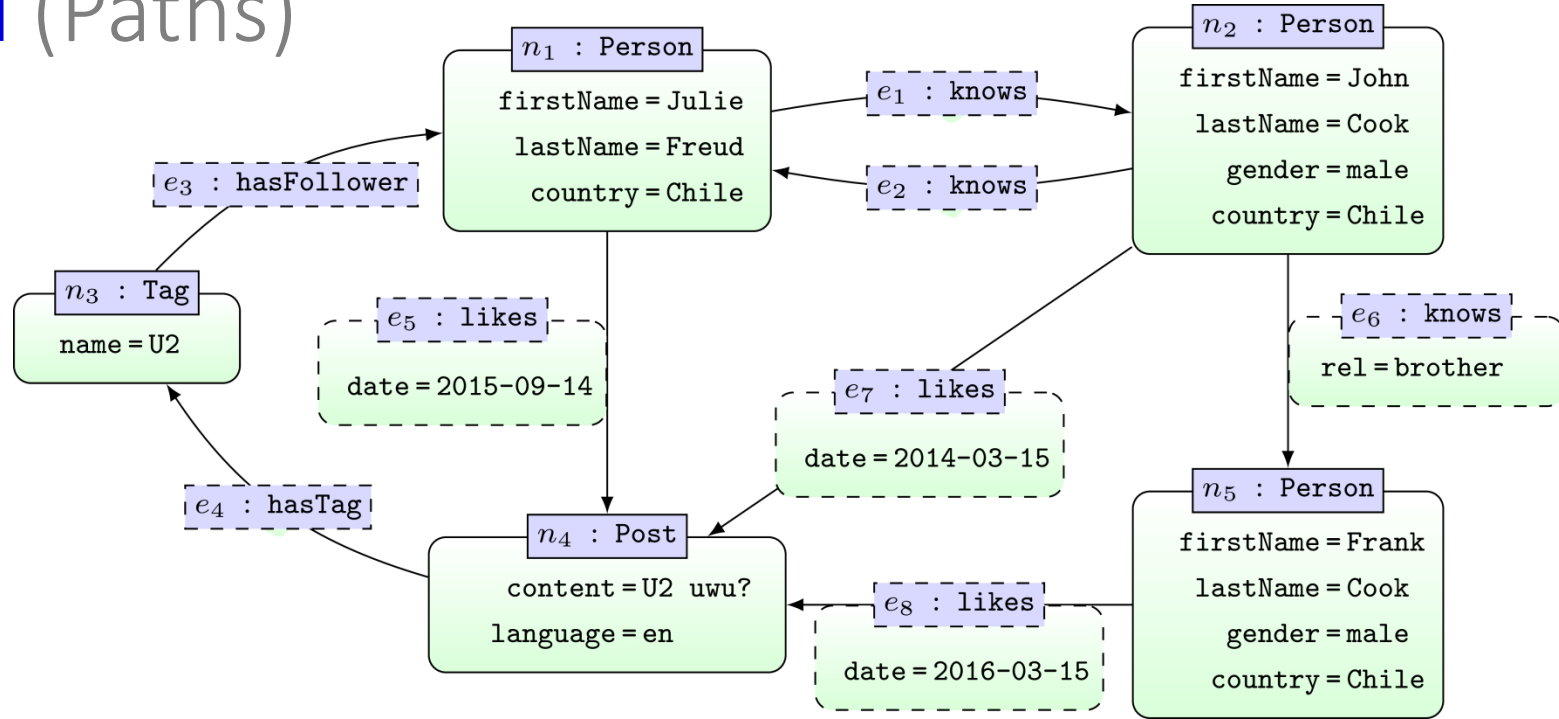 (Paths)
n₁ : Person
firstName = Julie
lastName = Freud
country = Chile
e₁ : knows
e₂ : knows
n₂ : Person
firstName = John
lastName = Cook
gender = male
country = Chile
e₃ : hasFollower
n₃ : Tag
name = U2
e₅ : likes
date = 2015-09-14
e₇ : likes
date = 2014-03-15
e₆ : knows
rel = brother
e₄ : hasTag
n₄ : Post
content = U2 uwu?
language = en
e₈ : likes
date = 2016-03-15
n₅ : Person
firstName = Frank
lastName = Cook
gender = male
country = Chile